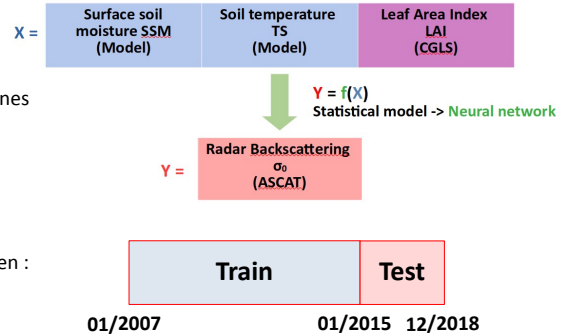 X =
Surface soil
moisture SSM
(Model)
Soil temperature
TS
(Model)
Leaf Area Index
LAI
(CGLS)
nes
Y = f(X)
Statistical model -> Neural network
Y =
Radar Backscattering
σ₀
(ASCAT)
en :
Train
Test
01/2007
01/2015
12/2018